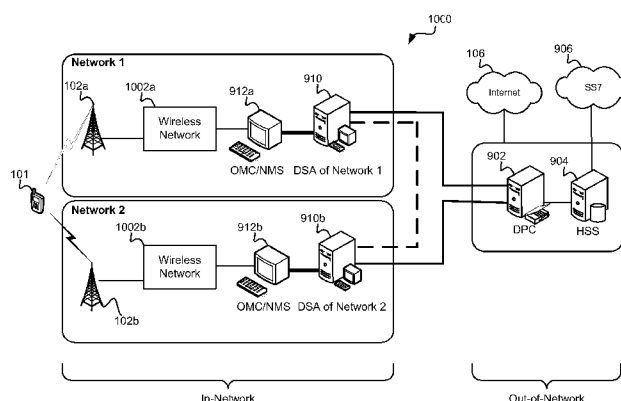 1000
Network 1
102a
1002a
912a
910
Wireless
Network
OMC/NMS
DSA of Network 1
101
Network 2
1002b
912b
910b
Wireless
Network
OMC/NMS
DSA of Network 2
102b
106
906
Internet
SS7
902
904
DPC
HSS
In-Network
Out-of-Network